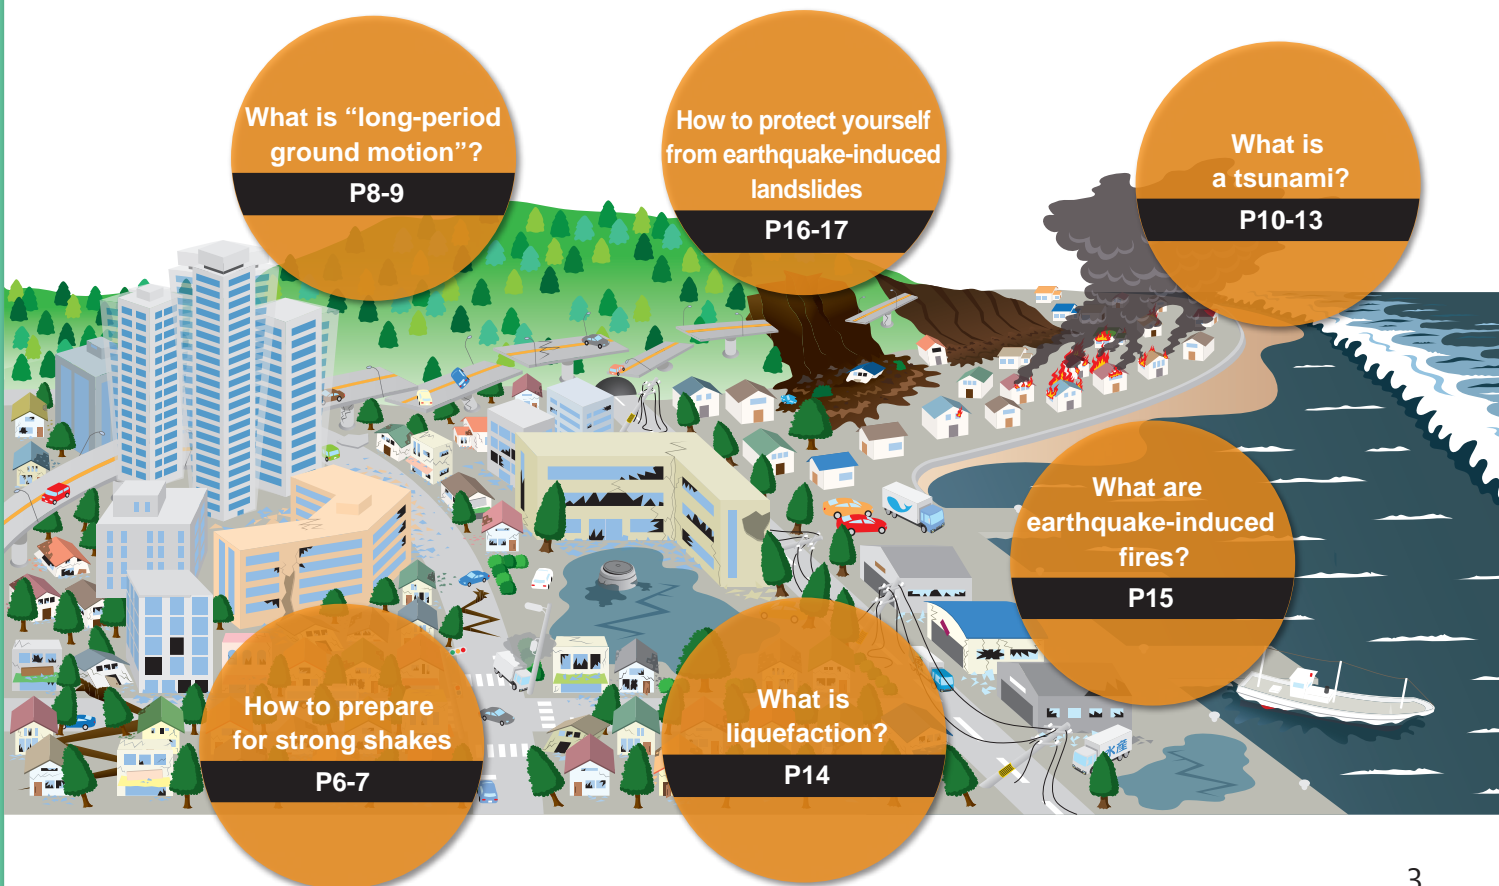 What is “long-period
ground motion”?
P8-9
How to protect yourself
from earthquake-induced
landslides
P16-17
What is
a tsunami?
P10-13
What are
earthquake-induced
fires?
P15
How to prepare
for strong shakes
P6-7
What is
liquefaction?
P14
水産
3